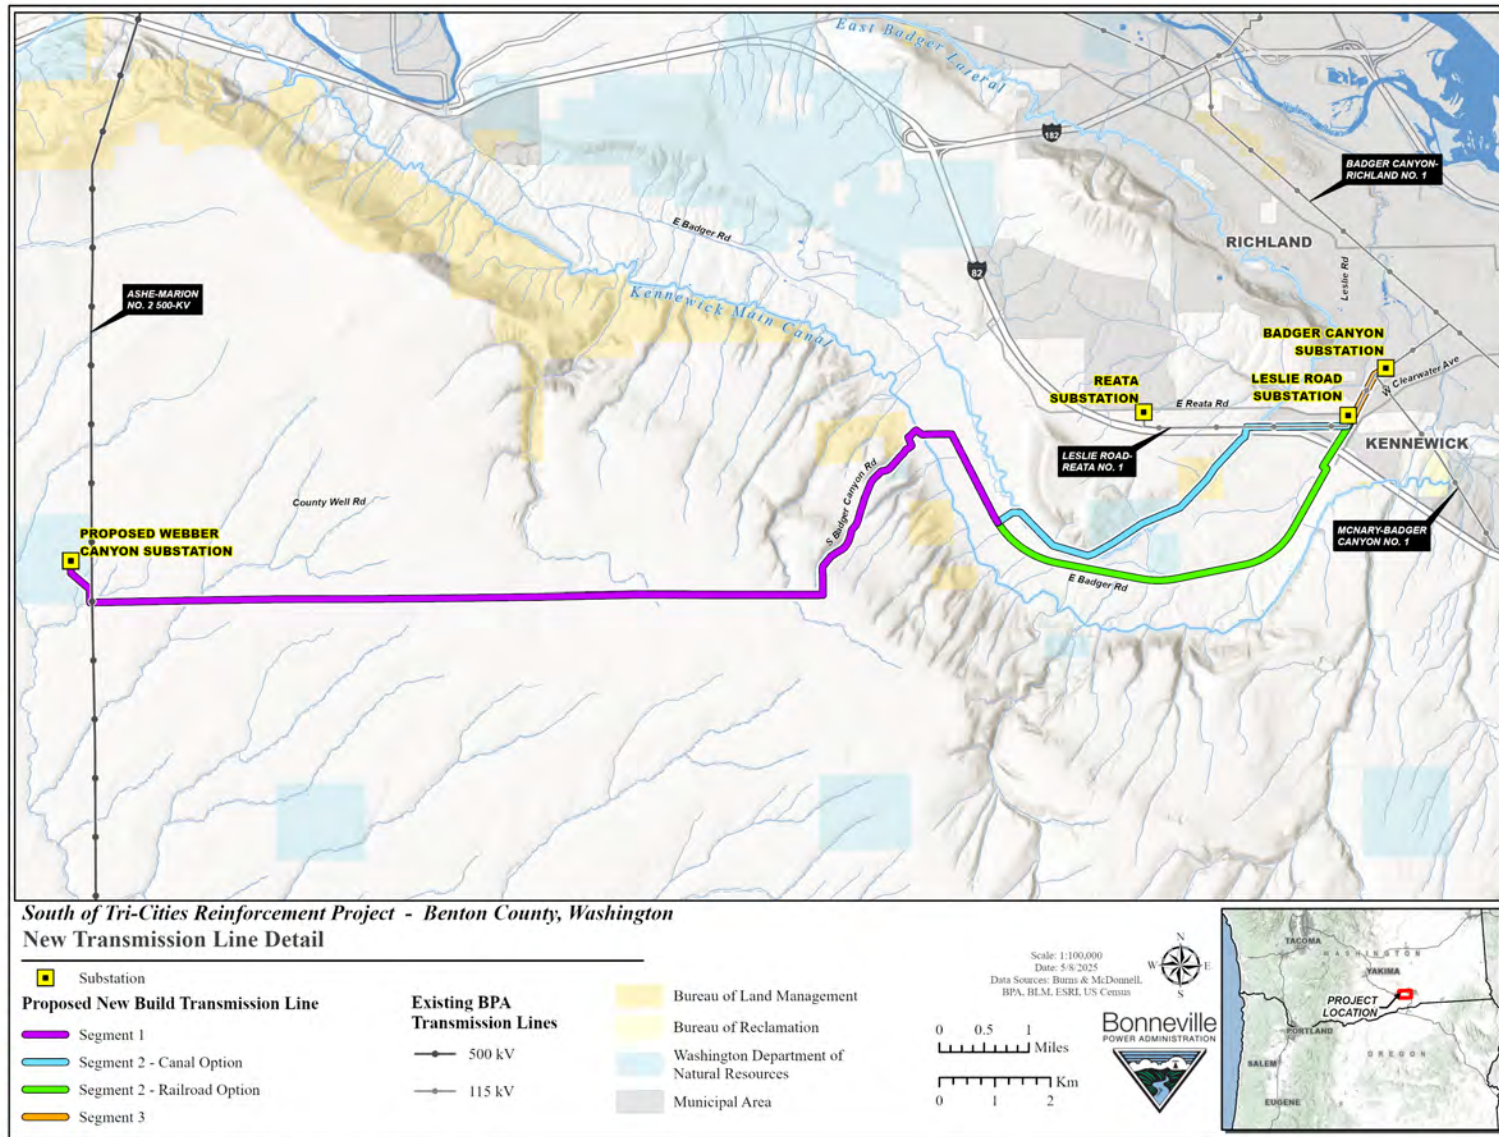 East Badger Lateral
182
BADGER CANYON-
RICHLAND NO. 1
E Badger Rd
RICHLAND
82
Leslie Rd
ASHE-MARION
NO. 2 500-KV
Kennewick Main Canal
BADGER CANYON
SUBSTATION
REATA
SUBSTATION
LESLIE ROAD
SUBSTATION
W Clearwater Ave
E Reata Rd
KENNEWICK
LESLIE ROAD-
REATA NO. 1
S Badger Canyon Rd
County Well Rd
MCNARY-BADGER
CANYON NO. 1
PROPOSED WEBBER
CANYON SUBSTATION
E Badger Rd
South of Tri-Cities Reinforcement Project - Benton County, Washington
New Transmission Line Detail
Substation
Proposed New Build Transmission Line
Segment 1
Segment 2 - Canal Option
Segment 2 - Railroad Option
Segment 3
Existing BPA
Transmission Lines
500 kV
115 kV
Bureau of Land Management
Bureau of Reclamation
Washington Department of
Natural Resources
Municipal Area
Scale: 1:100,000
Date: 5/8/2025
Data Sources: Burns & McDonnell,
BPA, BLM, ESRI, US Census
N
W E
S
0 0.5 1
Miles
Km
0 1 2
Bonneville
POWER ADMINISTRATION
TACOMA
WASHINGTON
YAKIMA
PROJECT
LOCATION
PORTLAND
SALEM
OREGON
EUGENE